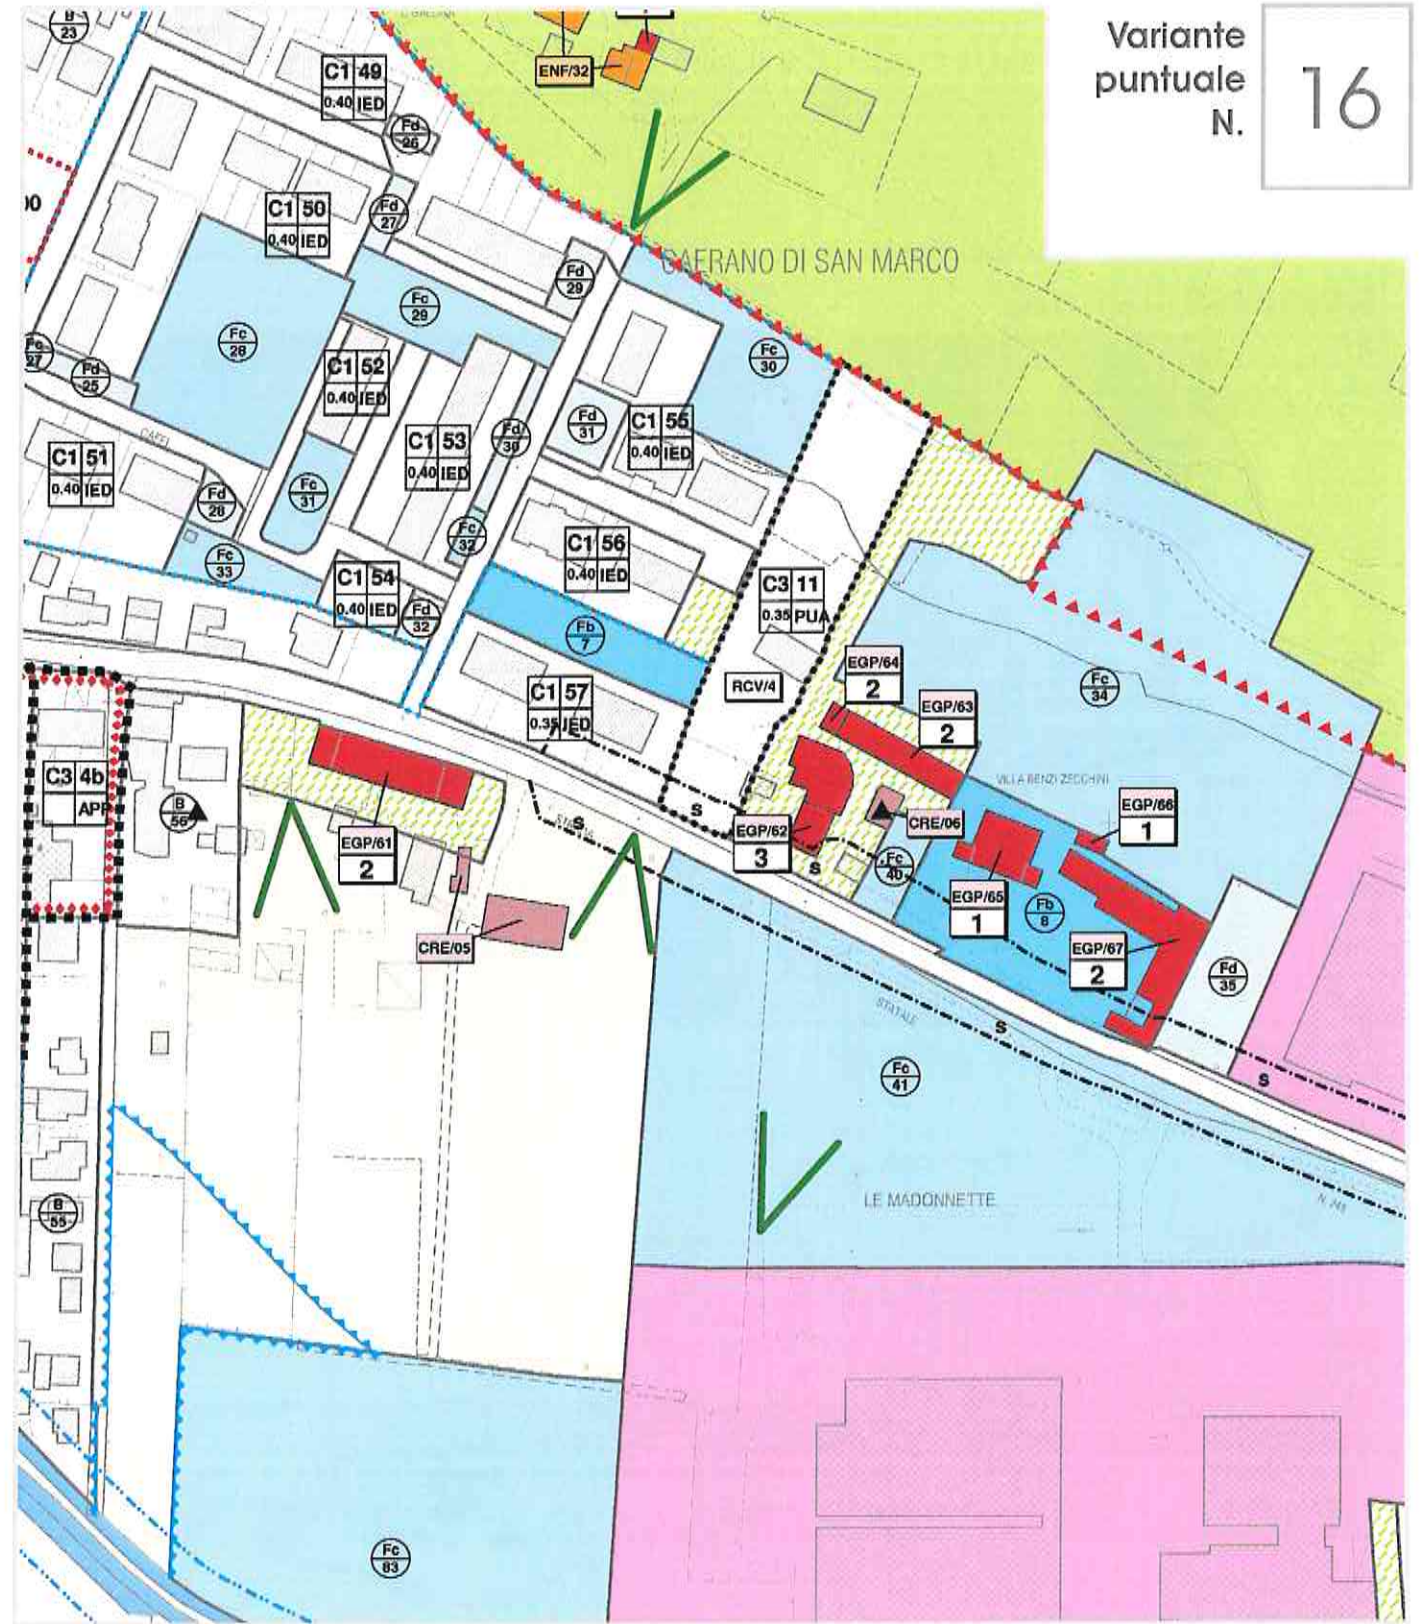 Variante
puntuale
N.
16
B
23
ENF/32
C1 49
0.40 IED
Fd
26
C1 50
0.40 IED
Fd
27
00
GAFRANO DI SAN MARCO
Fd
29
Fc
29
Fc
28
Fc
30
Fc
27
Fd
25
C1 52
0.40 IED
CAFFI
C1 51
0.40 IED
C1 53
0.40 IED
Fd
30
Fd
31
C1 55
0.40 IED
Fd
28
Fc
31
Fc
32
Fc
33
C1 54
0.40 IED
Fd
32
C1 56
0.40 IED
Fb
7
C3 11
0.35 PUA
RCV/4
C1 57
0.35 IED
EGP/64
2
EGP/63
2
Fc
34
VILLA BENZI ZECCHINI
C3 4b
APP
B
56
EGP/61
2
S
S
EGP/62
3
S
CRE/06
Fc
40
EGP/66
1
EGP/65
1
Fb
8
EGP/67
2
Fd
35
CRE/05
STATALE
S
S
Fc
41
LE MADONNETTE
N. 248
B
55
Fc
83